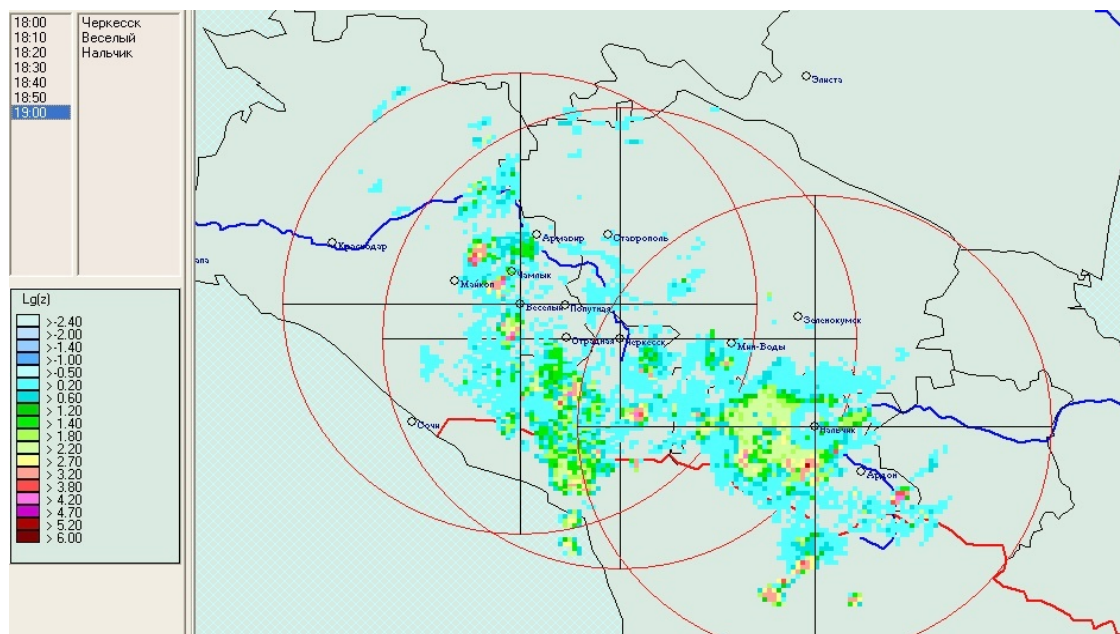 18:00
18:10
18:20
18:30
18:40
18:50
19:00
Черкесск
Веселый
Нальчик
Элиста
Краснодар
Армавир
Ставрополь
апа
Майкоп
Чамлык
Веселый
Попутная
Зеленокумск
Отрадная
Черкесск
Мин-Воды
Сочи
Нальчик
Ардон
Lg(z)
>-2.40
>-2.00
>-1.40
>-1.00
>-0.50
> 0.20
> 0.60
> 1.20
> 1.40
> 1.80
> 2.20
> 2.70
> 3.20
> 3.80
> 4.20
> 4.70
> 5.20
> 6.00